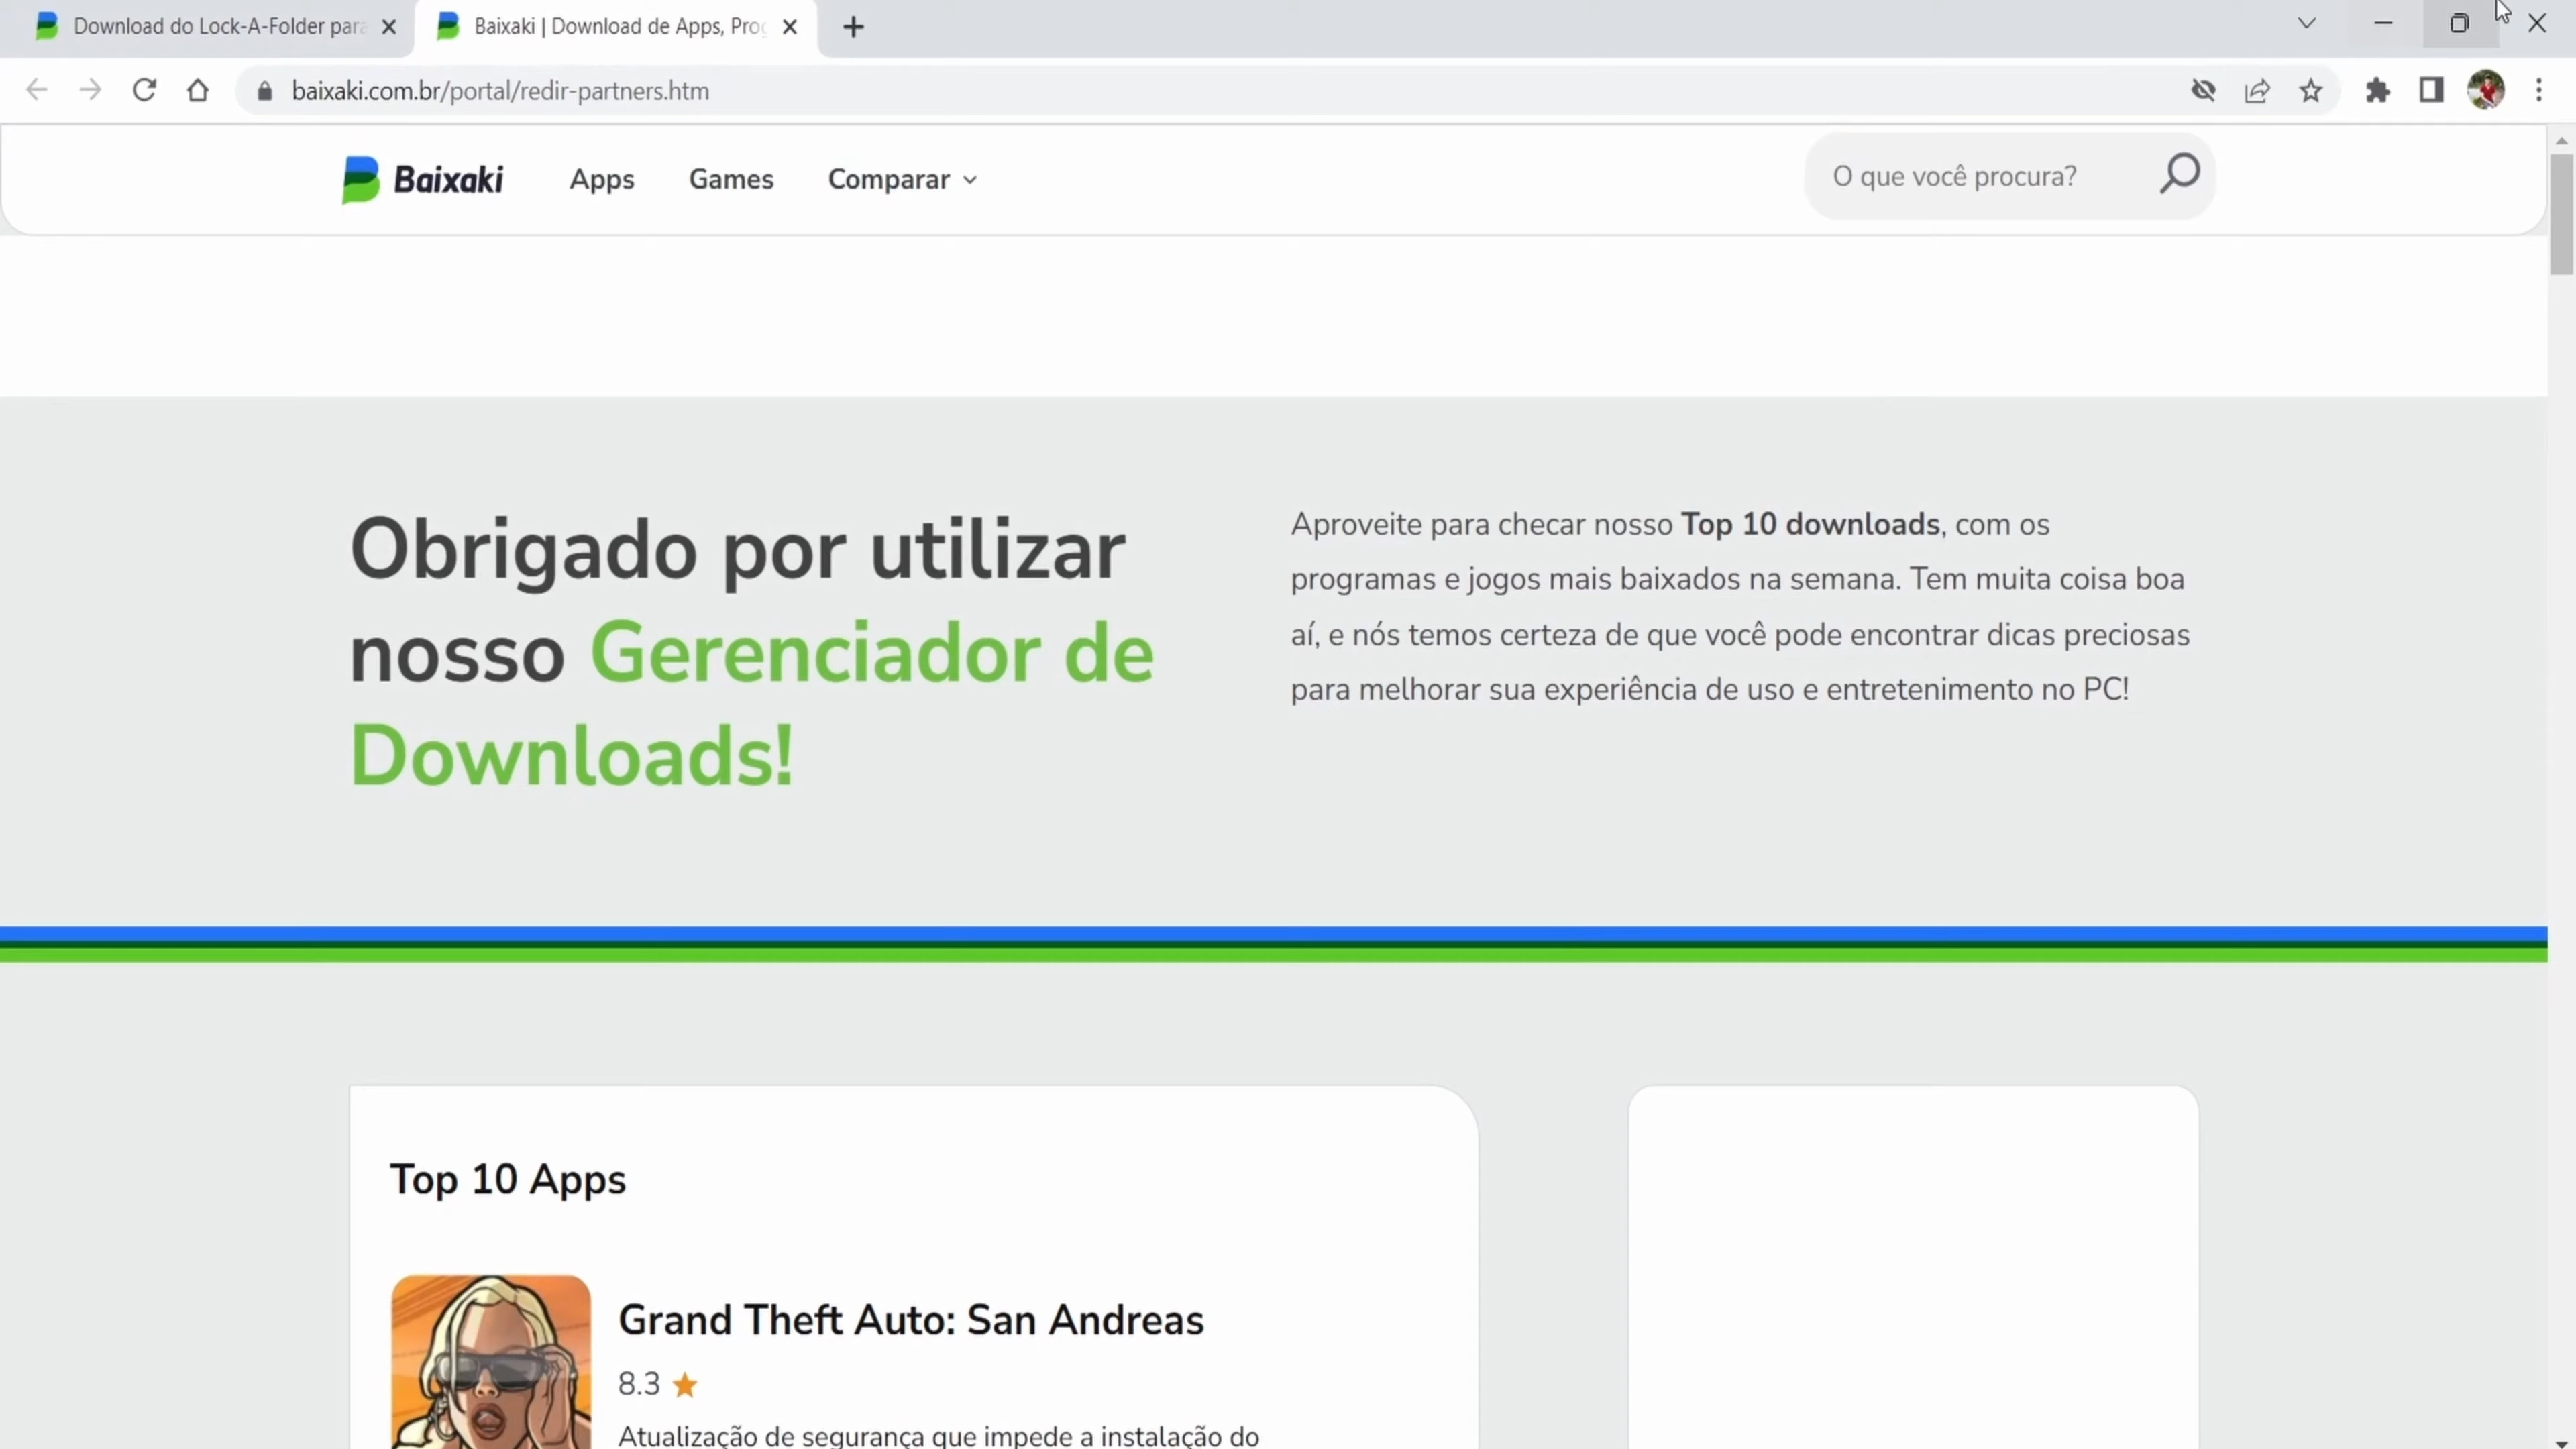 Download do Lock-A-Folder para
Baixaki | Download de Apps, Prog
baixaki.com.br/portal/redir-partners.htm
Baixaki
Apps
Games
Comparar
O que você procura?
Obrigado por utilizar
nosso Gerenciador de
Downloads!
Aproveite para checar nosso Top 10 downloads, com os
programas e jogos mais baixados na semana. Tem muita coisa boa
aí, e nós temos certeza de que você pode encontrar dicas preciosas
para melhorar sua experiência de uso e entretenimento no PC!
Top 10 Apps
Grand Theft Auto: San Andreas
8.3
Atualização de segurança que impede a instalação do